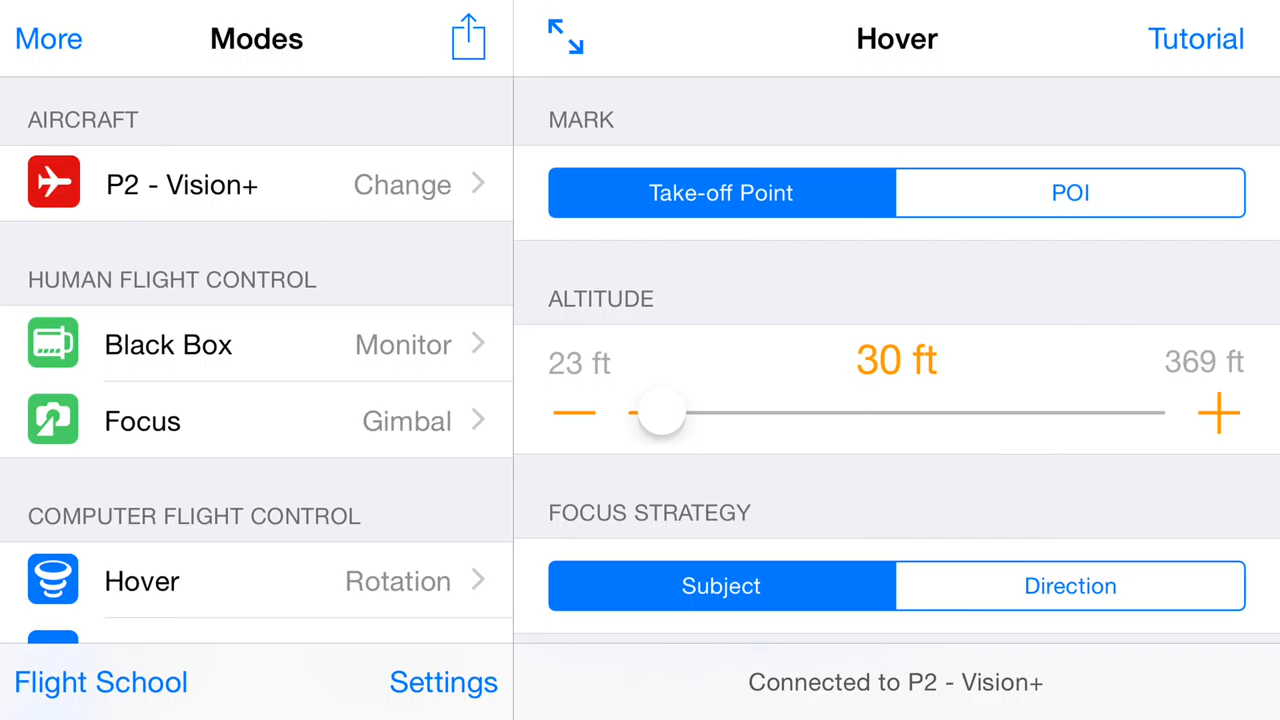 More
Modes
AIRCRAFT
P2 - Vision+
Change
HUMAN FLIGHT CONTROL
Black Box
Monitor
Focus
Gimbal
COMPUTER FLIGHT CONTROL
Hover
Rotation
Flight School
Settings
Hover
Tutorial
MARK
Take-off Point
POI
ALTITUDE
23 ft
30 ft
369 ft
FOCUS STRATEGY
Subject
Direction
Connected to P2 - Vision+